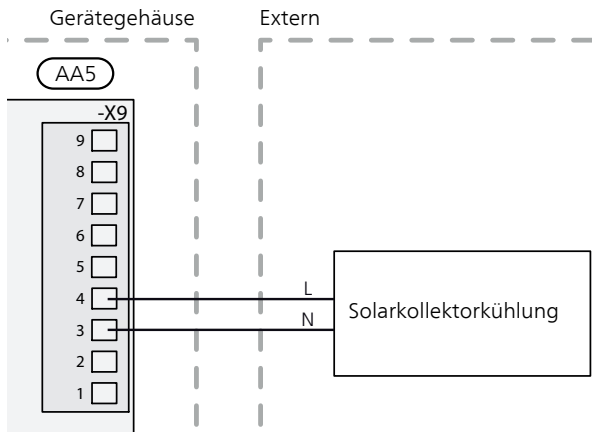 Gerätegehäuse
Extern
AA5
-X9
9
8
7
6
5
4
3
2
1
L
N
Solarkollektorkühlung